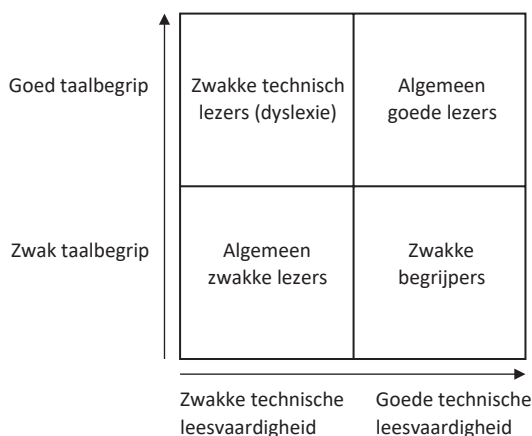 Goed taalbegrip
Zwakke technisch
lezers (dyslexie)
Algemeen
goede lezers
Zwak taalbegrip
Algemeen
zwakke lezers
Zwakke
begrijpers
Zwakke technische
leesvaardigheid
Goede technische
leesvaardigheid